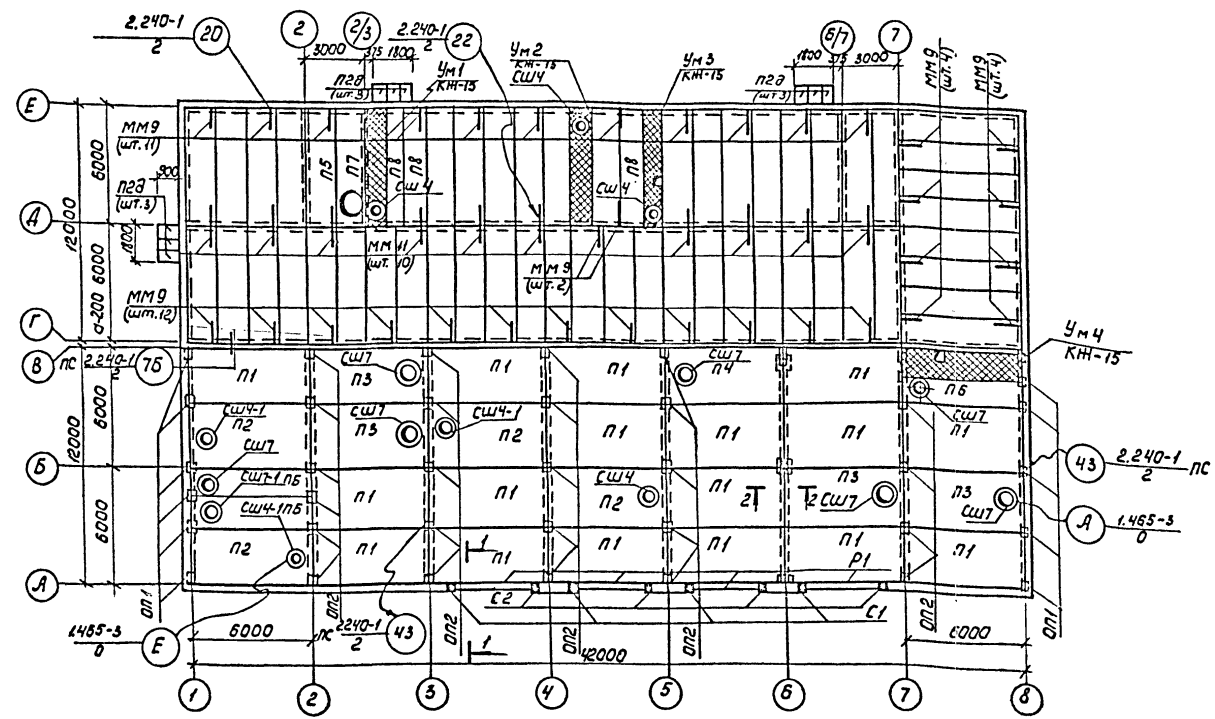 2.240-1
2
20
2
2/3
2.240-1
2
22
Ум2
КЖ-15
СШ4
Ум3
КЖ-15
6/7
7
3000
375
1800
Ум1
КЖ-15
П2д
(шт.3)
1800
375
3000
П2д
(шт.3)
ММ9
(шт.4)
ММ9
(шт.4)
Е
ММ9
(шт.11)
6000
900
П2д
(шт.3)
П5
П7
П8
П8
СШ4
П8
СШ4
Д
12000
1800
6000
ММ11
(шт.10)
ММ9
(шт.2)
ММ9
(шт.12)
а-200
Г
В
ПС
2.240-1
2
7Б
Ум4
КЖ-15
П1
СШ7
П3
П1
СШ7
П4
П1
П6
СШ7
П1
6000
12000
СШ4-1
П2
СШ7
П3
СШ4-1
П2
П1
П1
П1
Б
СШ7
СШ7-1 П6
СШ4-1 П6
П1
П1
СШ4
П2
П1
2
2
П3
СШ7
П3
СШ7
43
2.240-1
2
ПС
А
1.465-3
0
6000
П2
П1
П1
П1
П1
П1
П1
1
Р1
А
ОП1
ОП2
С2
С1
ОП2
ОП2
ОП2
ОП2
ОП1
1.465-3
0
Е
6000
ПС
2240-1
2
43
1
6000
42000
1
2
3
4
5
6
7
8